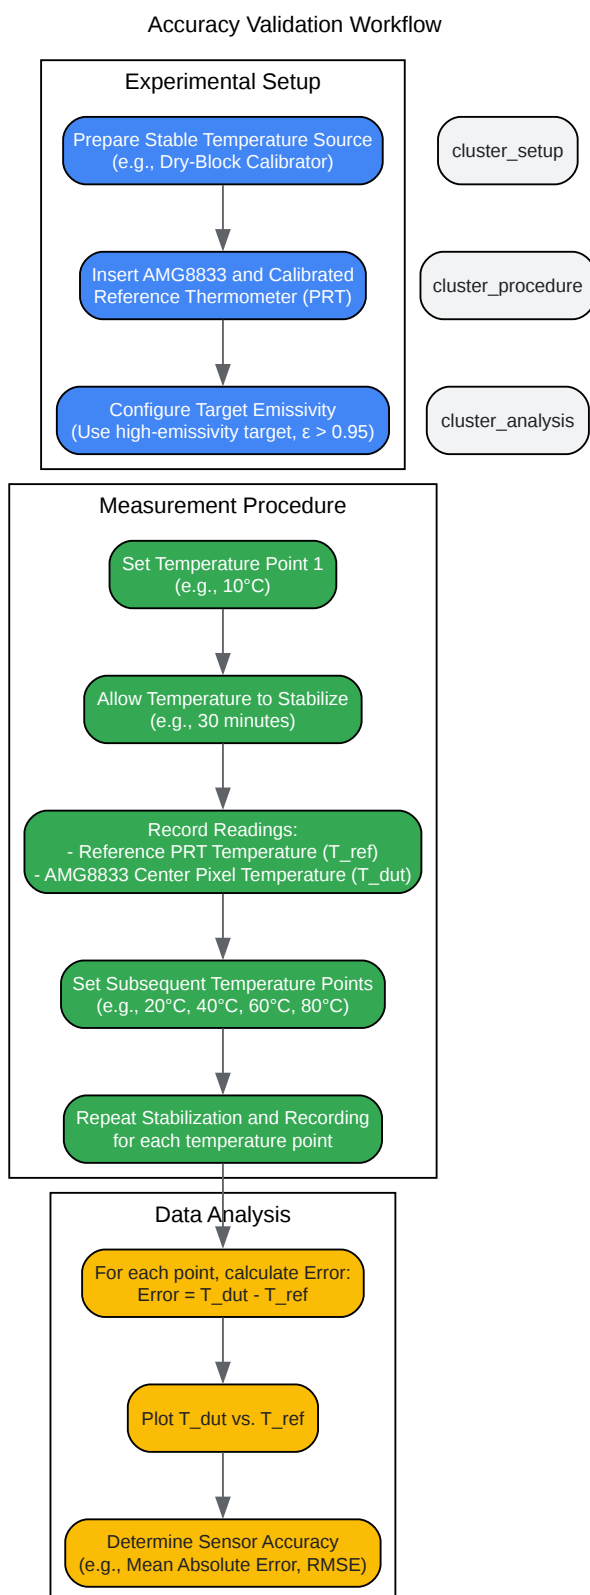 Accuracy Validation Workflow
Experimental Setup
Prepare Stable Temperature Source
(e.g., Dry-Block Calibrator)
cluster_setup
Insert AMG8833 and Calibrated
Reference Thermometer (PRT)
cluster_procedure
Configure Target Emissivity
(Use high-emissivity target, ε > 0.95)
cluster_analysis
Measurement Procedure
Set Temperature Point 1
(e.g., 10°C)
Allow Temperature to Stabilize
(e.g., 30 minutes)
Record Readings:
- Reference PRT Temperature (T_ref)
- AMG8833 Center Pixel Temperature (T_dut)
Set Subsequent Temperature Points
(e.g., 20°C, 40°C, 60°C, 80°C)
Repeat Stabilization and Recording
for each temperature point
Data Analysis
For each point, calculate Error:
Error = T_dut - T_ref
Plot T_dut vs. T_ref
Determine Sensor Accuracy
(e.g., Mean Absolute Error, RMSE)